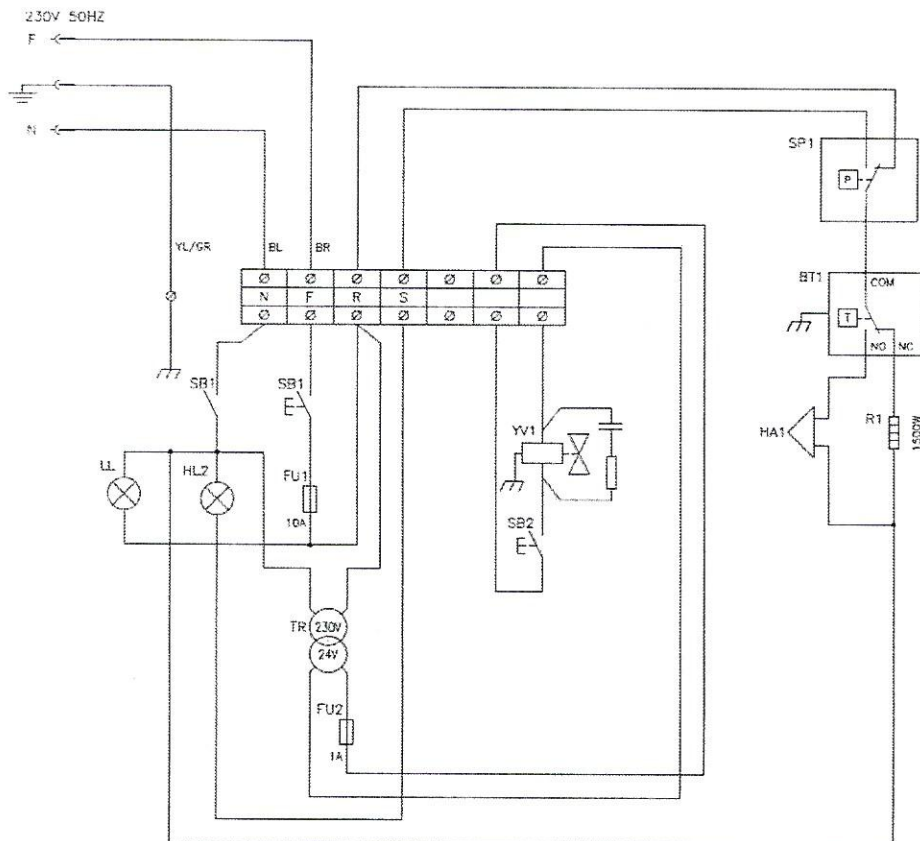 230V 50HZ
F
N
YL/GR
BL
BR
SP1
P
BT1
COM
T
NO
NC
N
F
R
S
SB1
SB1
LL
HL2
FU1
10A
YV1
SB2
HA1
R1
1500W
TR
230V
24V
FU2
1A